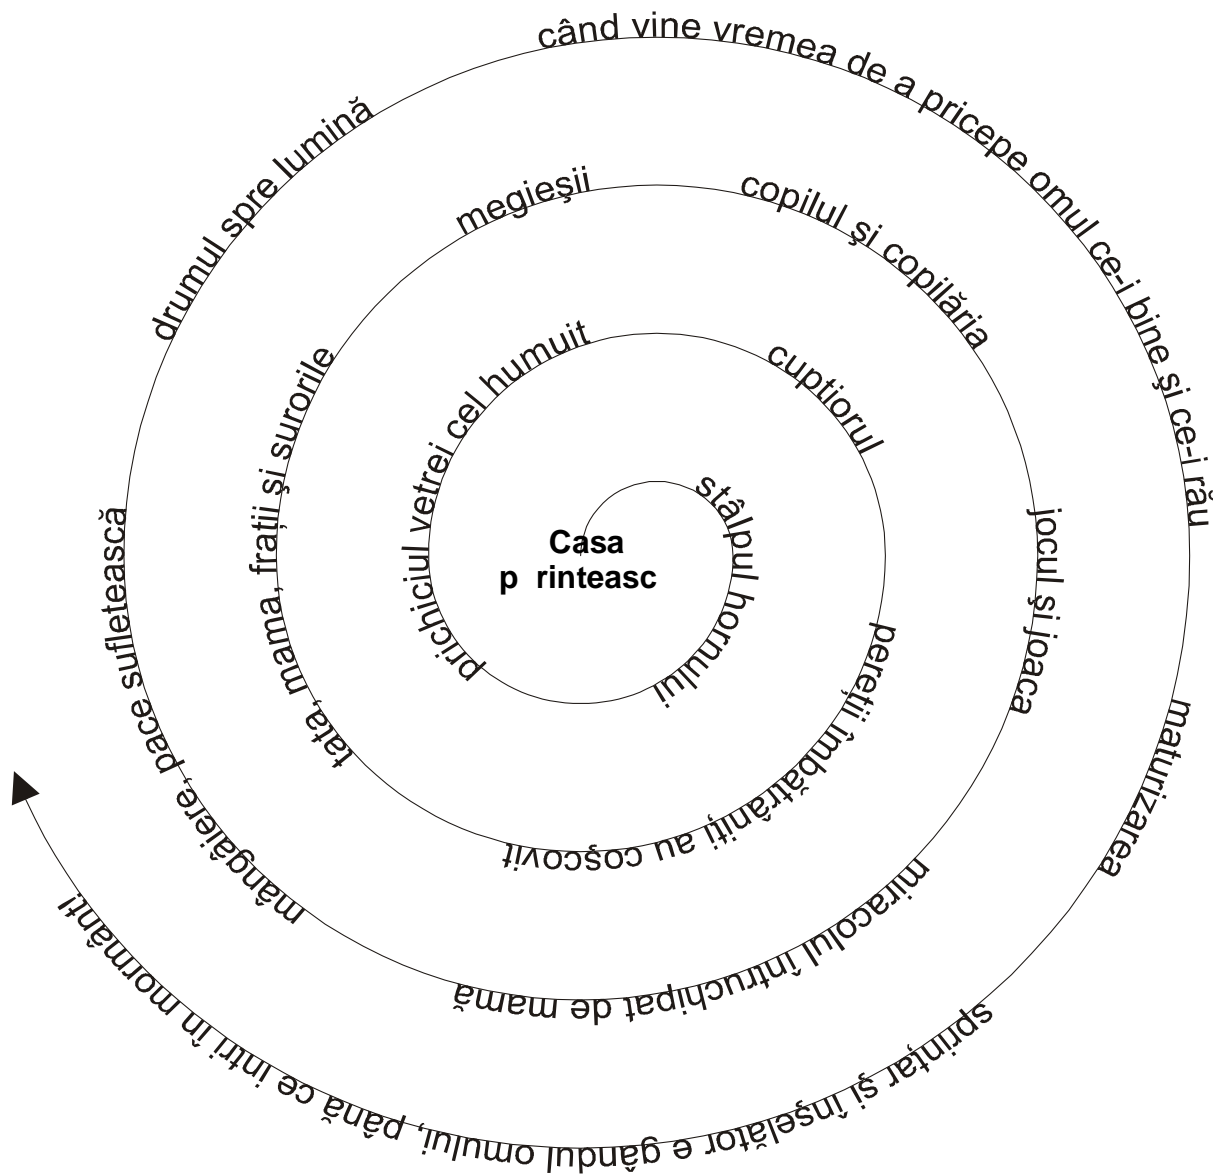 Casa
p rinteasc
stâlpul hornului
prichiciul vetrei cel humuit
cuptiorul
pereţii îmbătrâniţi au coşcovit
tata, mama, fraţii şi surorile
megieşii
copilul şi copilăria
jocul şi joaca
miracolul întruchipat de mamă
mângâiere, pace sufletească
drumul spre lumină
când vine vremea de a pricepe omul ce-i bine şi ce-i rău
maturizarea
sprinţar şi înşelător e gândul omului, până ce intri în mormânt!